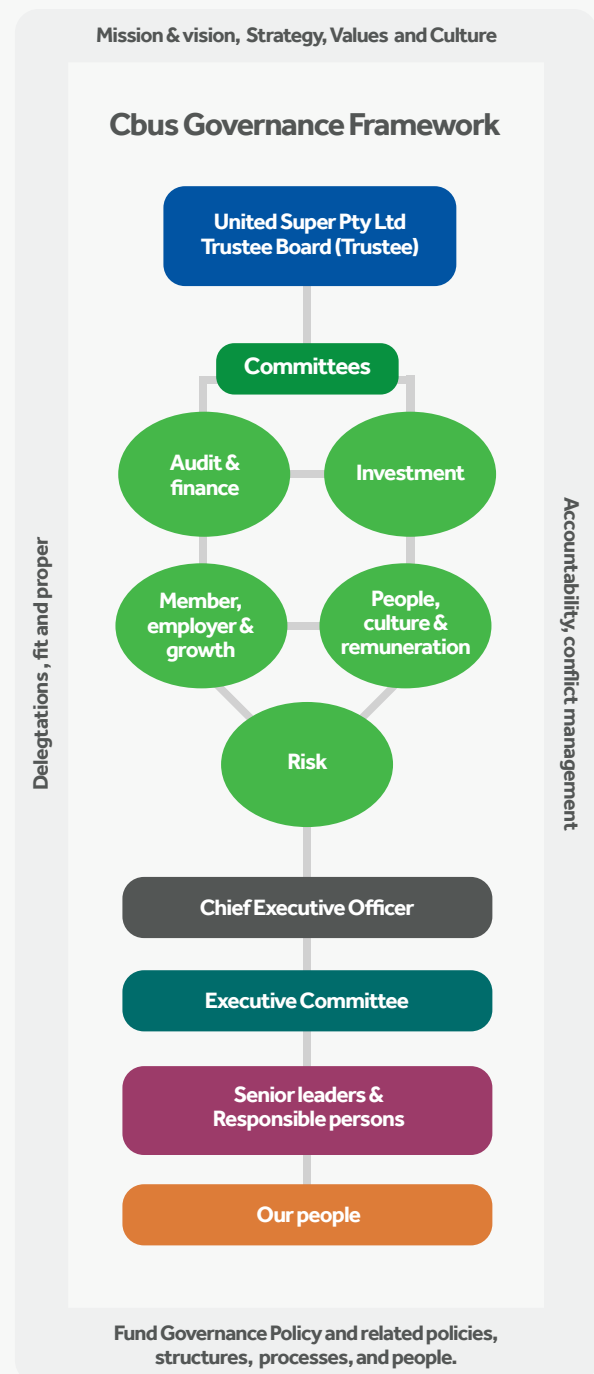 Mission & vision, Strategy, Values and Culture
Cbus Governance Framework
United Super Pty Ltd
Trustee Board (Trustee)
Committees
Audit &
finance
Investment
Member,
employer &
growth
People,
culture &
remuneration
Risk
Chief Executive Officer
Executive Committee
Senior leaders &
Responsible persons
Our people
Delegtations , fit and proper
Accountability, conflict management
Fund Governance Policy and related policies,
structures, processes, and people.